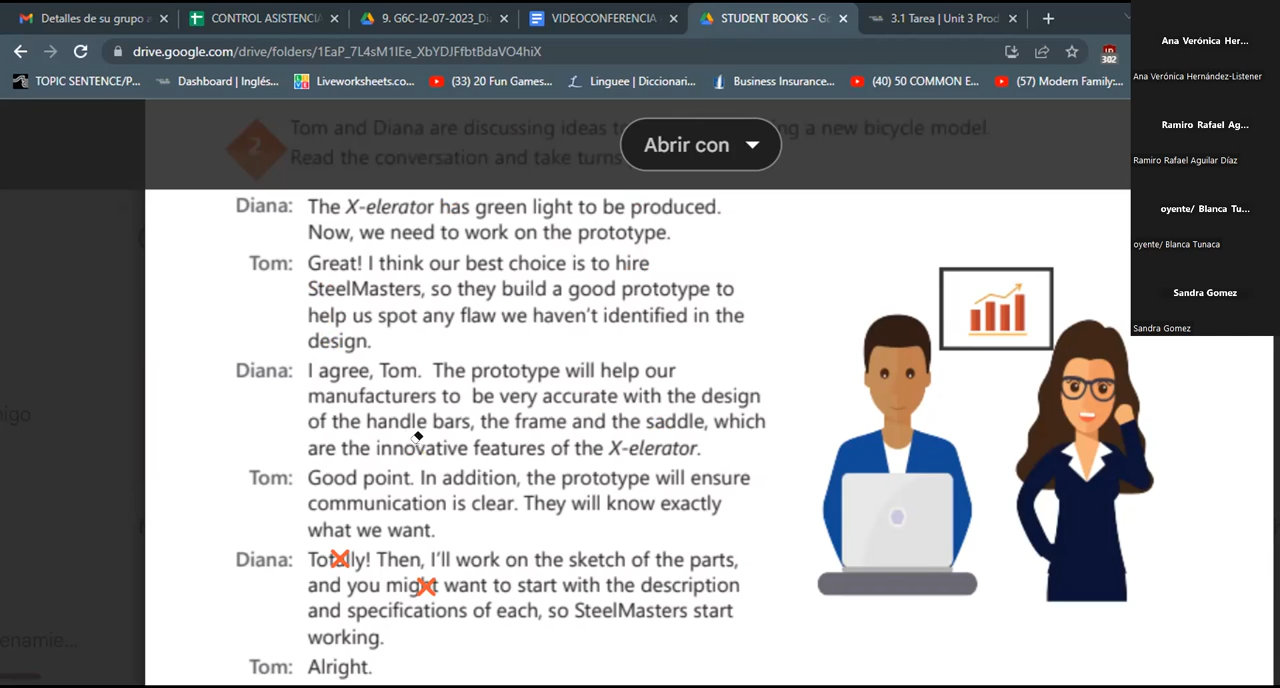 Detalles de su grupo a
CONTROL ASISTENCI
9. G6C-I2-07-2023_Di
VIDEOCONFERENCIA
STUDENT BOOKS - Go
3.1 Tarea | Unit 3 Prod
drive.google.com/drive/folders/1EaP_7L4sM1IEe_XbYDJFfbtBdaVO4hiX
302
TOPIC SENTENCE/P...
Dashboard | Inglés...
Liveworksheets.co...
(33) 20 Fun Games...
Linguee | Diccionari...
Business Insurance...
(40) 50 COMMON E...
(57) Modern Family:...
Ana Verónica Her...
Ana Verónica Hernández-Listener
Ramiro Rafael Ag...
Ramiro Rafael Aguilar Díaz
oyente/ Blanca Tu...
oyente/ Blanca Tunaca
Sandra Gomez
Sandra Gomez
2
Tom and Diana are discussing ideas ng a new bicycle model
Read the conversation and take turns
Abrir con
Diana: The X-elerator has green light to be produced.
Now, we need to work on the prototype.
Tom: Great! I think our best choice is to hire
SteelMasters, so they build a good prototype to
help us spot any flaw we haven't identified in the
design.
Diana: I agree, Tom. The prototype will help our
manufacturers to be very accurate with the design
of the handle bars, the frame and the saddle, which
are the innovative features of the X-elerator.
Tom: Good point. In addition, the prototype will ensure
communication is clear. They will know exactly
what we want.
Diana: Totally! Then, I'll work on the sketch of the parts,
and you might want to start with the description
and specifications of each, so SteelMasters start
working.
Tom: Alright.
nigo
enamie...